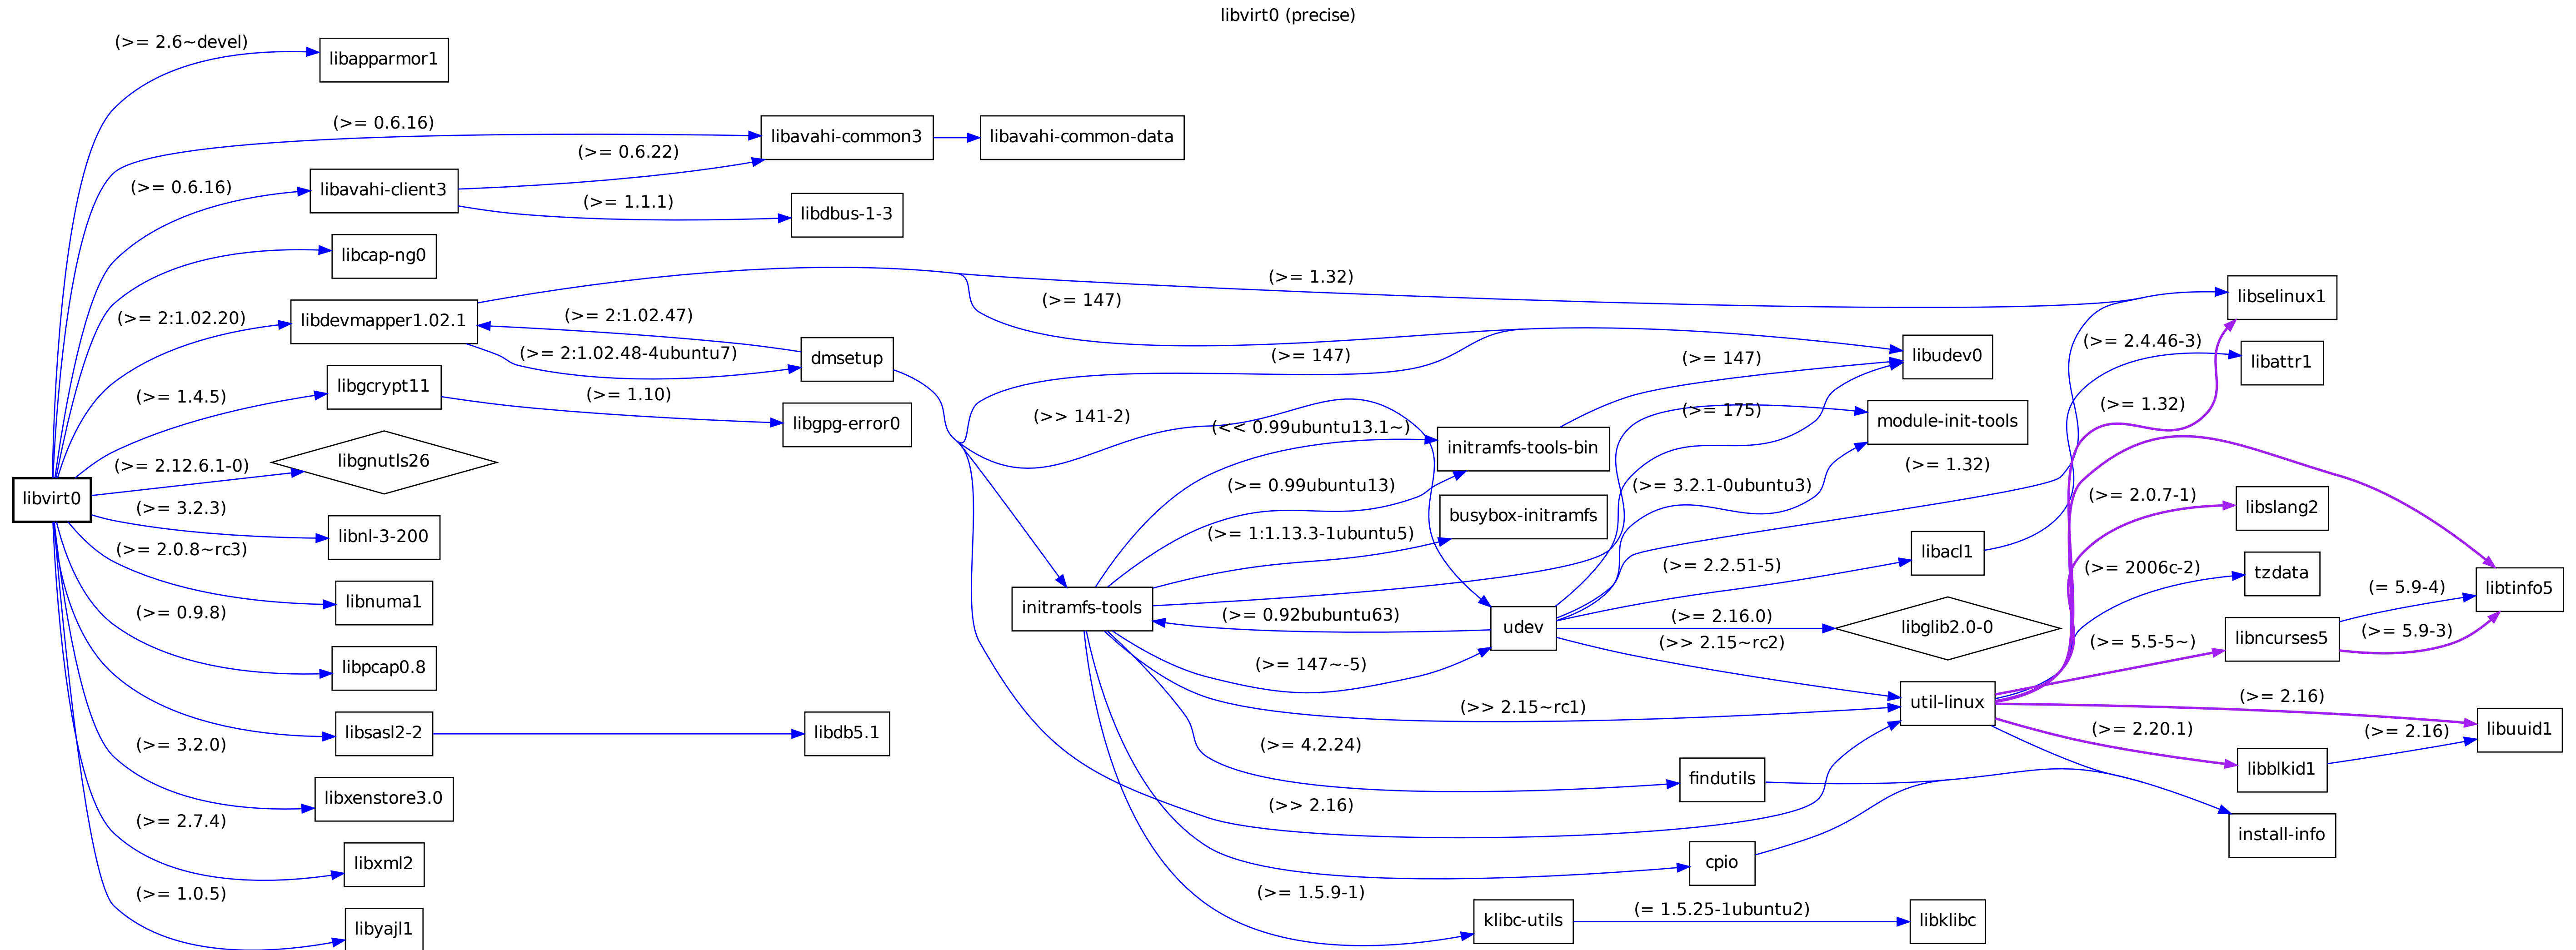 libvirt0 (precise)
(>= 2.6~devel)
libapparmor1
(>= 0.6.16)
libavahi-common3
libavahi-common-data
(>= 0.6.22)
(>= 0.6.16)
libavahi-client3
(>= 1.1.1)
libdbus-1-3
libcap-ng0
(>= 2:1.02.20)
libdevmapper1.02.1
(>= 2:1.02.47)
(>= 2:1.02.48-4ubuntu7)
dmsetup
(>= 147)
(>= 1.32)
(>= 147)
libselinux1
libudev0
(>= 147)
(>= 2.4.46-3)
libattr1
(>= 1.4.5)
libgcrypt11
(>= 1.10)
libgpg-error0
(>> 141-2)
(<< 0.99ubuntu13.1~)
initramfs-tools-bin
(>= 175)
module-init-tools
(>= 1.32)
(>= 2.12.6.1-0)
libgnutls26
(>= 0.99ubuntu13)
(>= 3.2.1-0ubuntu3)
(>= 1.32)
libvirt0
(>= 3.2.3)
libnl-3-200
busybox-initramfs
(>= 1:1.13.3-1ubuntu5)
(>= 2.0.7-1)
libslang2
(>= 2.0.8~rc3)
libnuma1
initramfs-tools
(>= 2.2.51-5)
libacl1
(>= 2006c-2)
tzdata
(= 5.9-4)
libtinfo5
(>= 0.9.8)
libpcap0.8
(>= 0.92bubuntu63)
udev
(>= 2.16.0)
libglib2.0-0
(>= 5.5-5~)
libncurses5
(>= 5.9-3)
(>= 147~-5)
(>> 2.15~rc2)
libsasl2-2
libdb5.1
(>> 2.15~rc1)
util-linux
(>= 2.16)
libuuid1
(>= 3.2.0)
libxenstore3.0
(>= 4.2.24)
findutils
(>= 2.20.1)
libblkid1
(>= 2.16)
(>= 2.7.4)
libxml2
(>> 2.16)
cpio
install-info
(>= 1.0.5)
libyajl1
(>= 1.5.9-1)
klibc-utils
(= 1.5.25-1ubuntu2)
libklibc